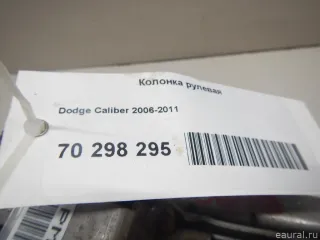 Колонка рулевая
Dodge Caliber 2006-2011
70 298 295
eaural.ru